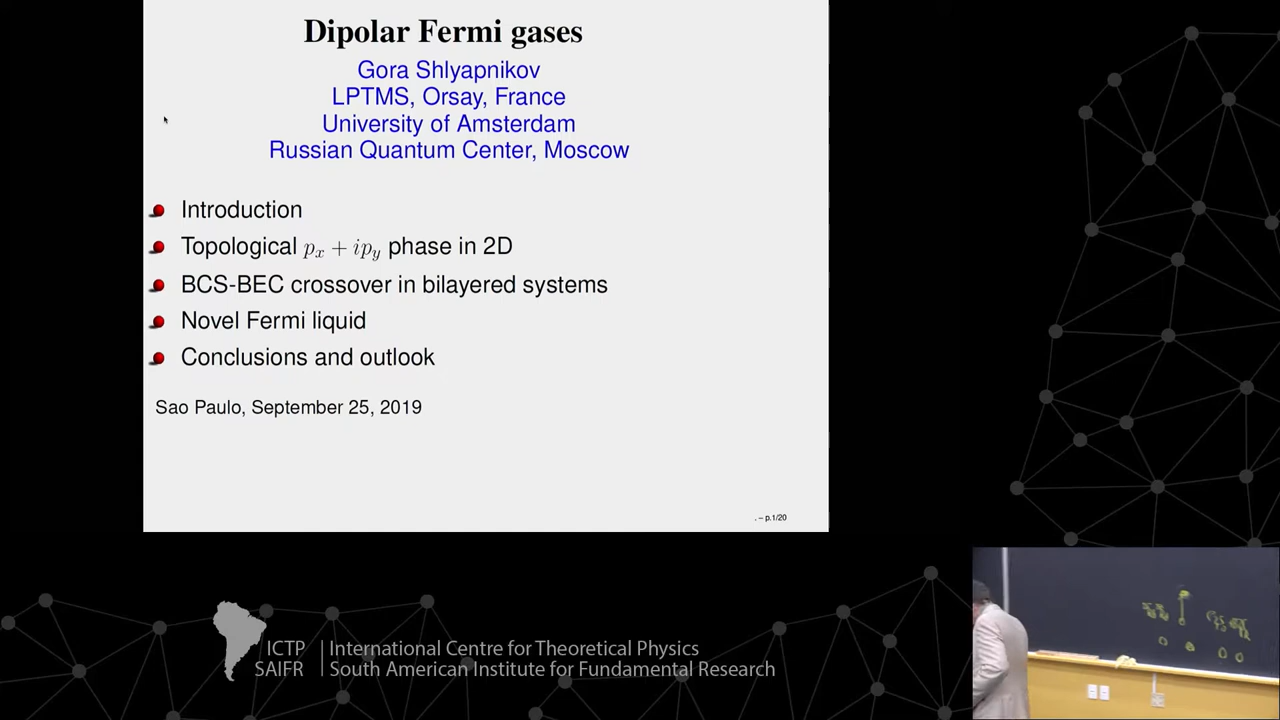 Dipolar Fermi gases
Gora Shlyapnikov
LPTMS, Orsay, France
University of Amsterdam
Russian Quantum Center, Moscow
Introduction
Topological p_x + ip_y phase in 2D
BCS-BEC crossover in bilayered systems
Novel Fermi liquid
Conclusions and outlook
Sao Paulo, September 25, 2019
. – p.1/20
ICTP International Centre for Theoretical Physics
SAIFR South American Institute for Fundamental Research